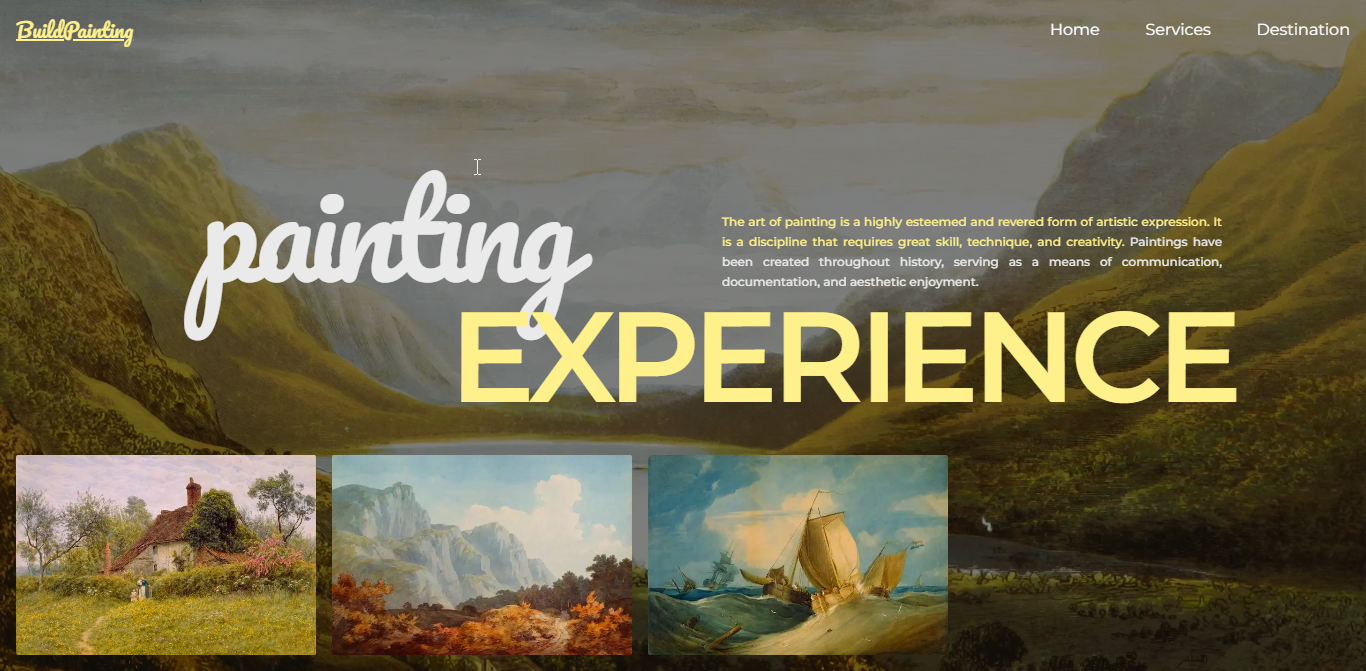 BuildPainting
Home Services Destination
painting
The art of painting is a highly esteemed and revered form of artistic expression. It
is a discipline that requires great skill, technique, and creativity. Paintings have
been created throughout history, serving as a means of communication,
documentation, and aesthetic enjoyment.
EXPERIENCE